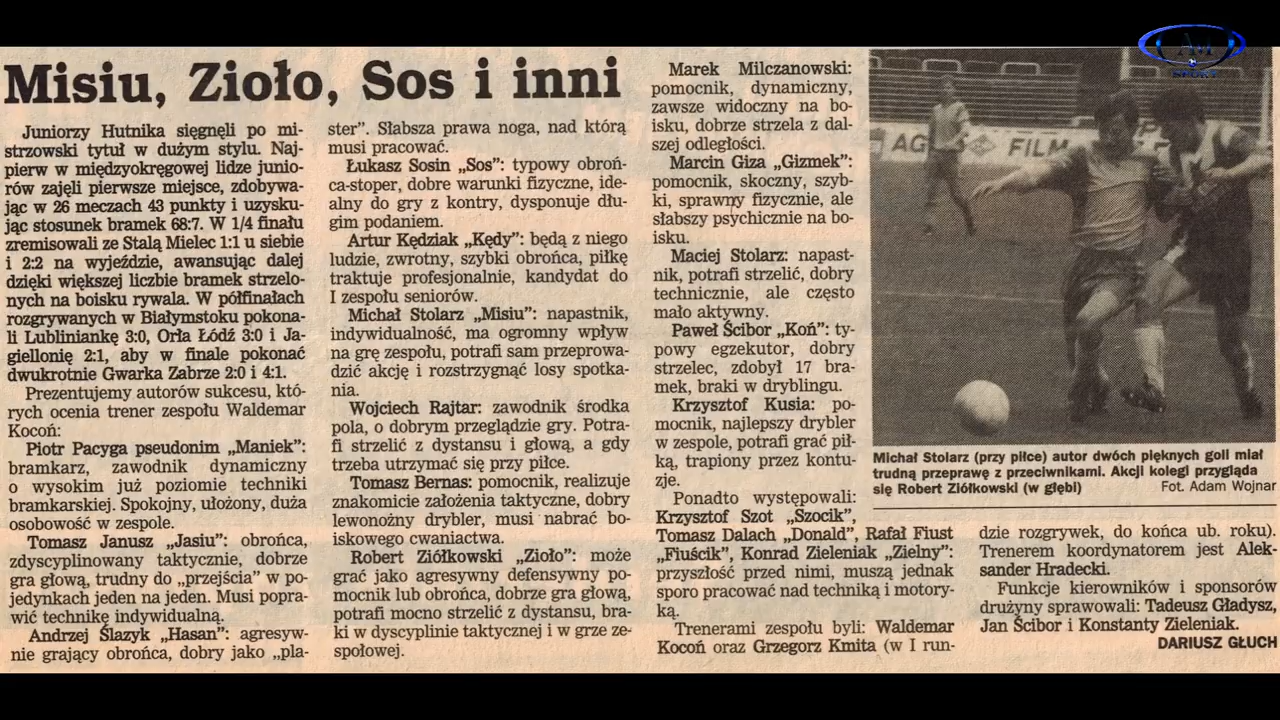 Misiu, Zioło, Sos i inni
Juniorzy Hutnika sięgnęli po mi-
strzowski tytuł w dużym stylu. Naj-
pierw w międzyokręgowej lidze junio-
rów zajęli pierwsze miejsce, zdobywa-
jąc w 26 meczach 43 punkty i uzysku-
jąc stosunek bramek 68:7. W 1/4 finału
zremisowali ze Stalą Mielec 1:1 u siebie
i 2:2 na wyjeździe, awansując dalej
dzięki większej liczbie bramek strzelo-
nych na boisku rywala. W półfinałach
rozgrywanych w Białymstoku pokona-
li Lubliniankę 3:0, Orła Łódź 3:0 i Ja-
giellonię 2:1, aby w finale pokonać
dwukrotnie Gwarka Zabrze 2:0 i 4:1.
Prezentujemy autorów sukcesu, któ-
rych ocenia trener zespołu Waldemar
Kocoń:
Piotr Pacyga pseudonim „Maniek":
bramkarz, zawodnik dynamiczny
o wysokim już poziomie techniki
bramkarskiej. Spokojny, ułożony, duża
osobowość w zespole.
Tomasz Janusz „Jasiu": obrońca,
zdyscyplinowany taktycznie, dobrze
gra głową, trudny do „przejścia" w po-
jedynkach jeden na jeden. Musi popra-
wić technikę indywidualną.
Andrzej Ślazyk „Hasan": agresyw-
nie grający obrońca, dobry jako „pla-
ster". Słabsza prawa noga, nad którą
musi pracować.
Łukasz Sosin „Sos": typowy obroń-
ca-stoper, dobre warunki fizyczne, ide-
alny do gry z kontry, dysponuje dłu-
gim podaniem.
Artur Kędziak „Kędy": będą z niego
ludzie, zwrotny, szybki obrońca, piłkę
traktuje profesjonalnie, kandydat do
I zespołu seniorów.
Michał Stolarz „Misiu": napastnik,
indywidualność, ma ogromny wpływ
na grę zespołu, potrafi sam przeprowa-
dzić akcję i rozstrzygnąć losy spotka-
nia.
Wojciech Rajtar: zawodnik środka
pola, o dobrym przeglądzie gry. Potra-
fi strzelić z dystansu i głową, a gdy
trzeba utrzymać się przy piłce.
Tomasz Bernas: pomocnik, realizuje
znakomicie założenia taktyczne, dobry
lewonożny drybler, musi nabrać bo-
iskowego cwaniactwa.
Robert Ziółkowski „Zioło": może
grać jako agresywny defensywny po-
mocnik lub obrońca, dobrze gra głową,
potrafi mocno strzelić z dystansu, bra-
ki w dyscyplinie taktycznej i w grze ze-
społowej.
Marek Milczanowski:
pomocnik, dynamiczny,
zawsze widoczny na bo-
isku, dobrze strzela z dal-
szej odległości.
Marcin Giza „Gizmek":
pomocnik, skoczny, szyb-
ki, sprawny fizycznie, ale
słabszy psychicznie na bo-
isku.
Maciej Stolarz: napast-
nik, potrafi strzelić, dobry
technicznie, ale często
mało aktywny.
Paweł Ścibor „Koń": ty-
powy egzekutor, dobry
strzelec, zdobył 17 bra-
mek, braki w dryblingu.
Krzysztof Kusia: po-
mocnik, najlepszy drybler
w zespole, potrafi grać pił-
ką, trapiony przez kontu-
zje.
Ponadto występowali:
Krzysztof Szot „Szocik",
Tomasz Dalach „Donald", Rafał Fiust
„Fiuścik", Konrad Zieleniak „Zielny":
przyszłość przed nimi, muszą jednak
sporo pracować nad techniką i motory-
ką.
Trenerami zespołu byli: Waldemar
Kocoń oraz Grzegorz Kmita (w I run-
dzie rozgrywek, do końca ub. roku).
Trenerem koordynatorem jest Alek-
sander Hradecki.
Funkcje kierowników i sponsorów
drużyny sprawowali: Tadeusz Gładysz,
Jan Ścibor i Konstanty Zieleniak.
DARIUSZ GŁUCH
AG FILM
Michał Stolarz (przy piłce) autor dwóch pięknych goli miał
trudną przeprawę z przeciwnikami. Akcji kolegi przygląda
się Robert Ziółkowski (w głębi) Fot. Adam Wojnar
AM
SPORT